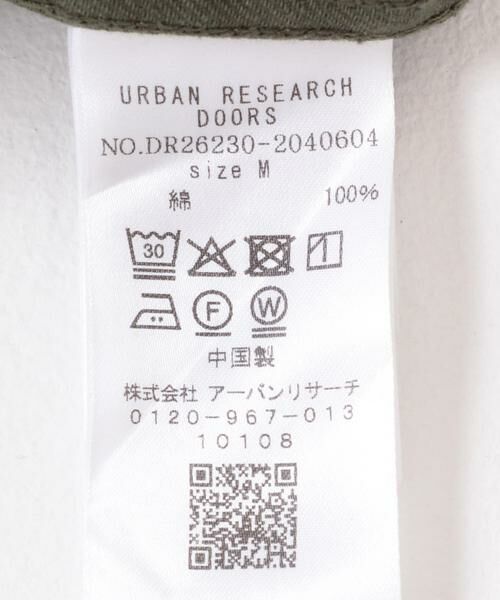 URBAN RESEARCH
DOORS
NO.DR26230-2040604
size M
綿 100%
30
F W
中国製
株式会社 アーバンリサーチ
0120-967-013
10108